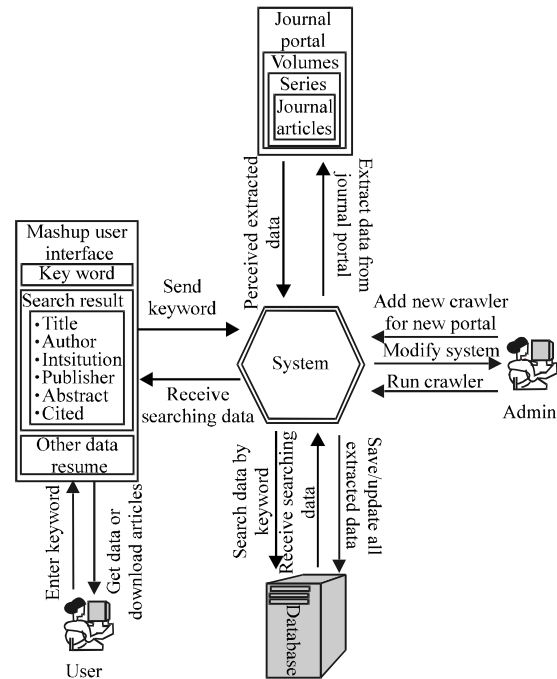 Journal
portal
Volumes
Series
Journal
articles
Perceived extracted
data
Extract data from
journal portal
Mashup user
interface
Key word
Search result
• Title
• Author
• Intsitution
• Publisher
• Abstract
• Cited
Other data
resume
Send
keyword
Receive
searching data
System
Add new crawler
for new portal
Modify system
Run crawler
Admin
Search data by
keyword
Receive searching
data
Save/update all
extracted data
Enter keyword
Get data or
download articles
User
Database